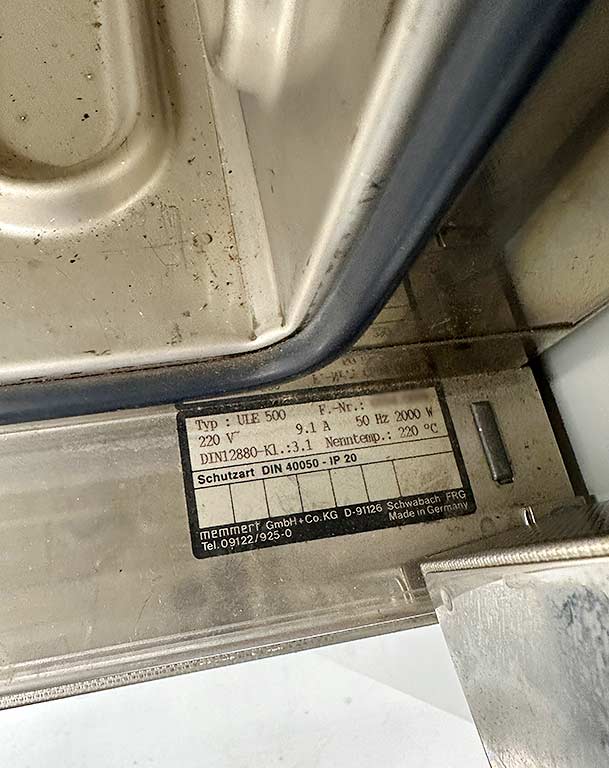 Typ : ULE 500 F.-Nr.:
220 V 9.1 A 50 Hz 2000 W
DIN12880-Kl.:3.1 Nenntemp.: 220 °C
Schutzart DIN 40050 - IP 20
memmert GmbH+Co.KG D-91126 Schwabach FRG
Tel. 09122/925-0 Made in Germany